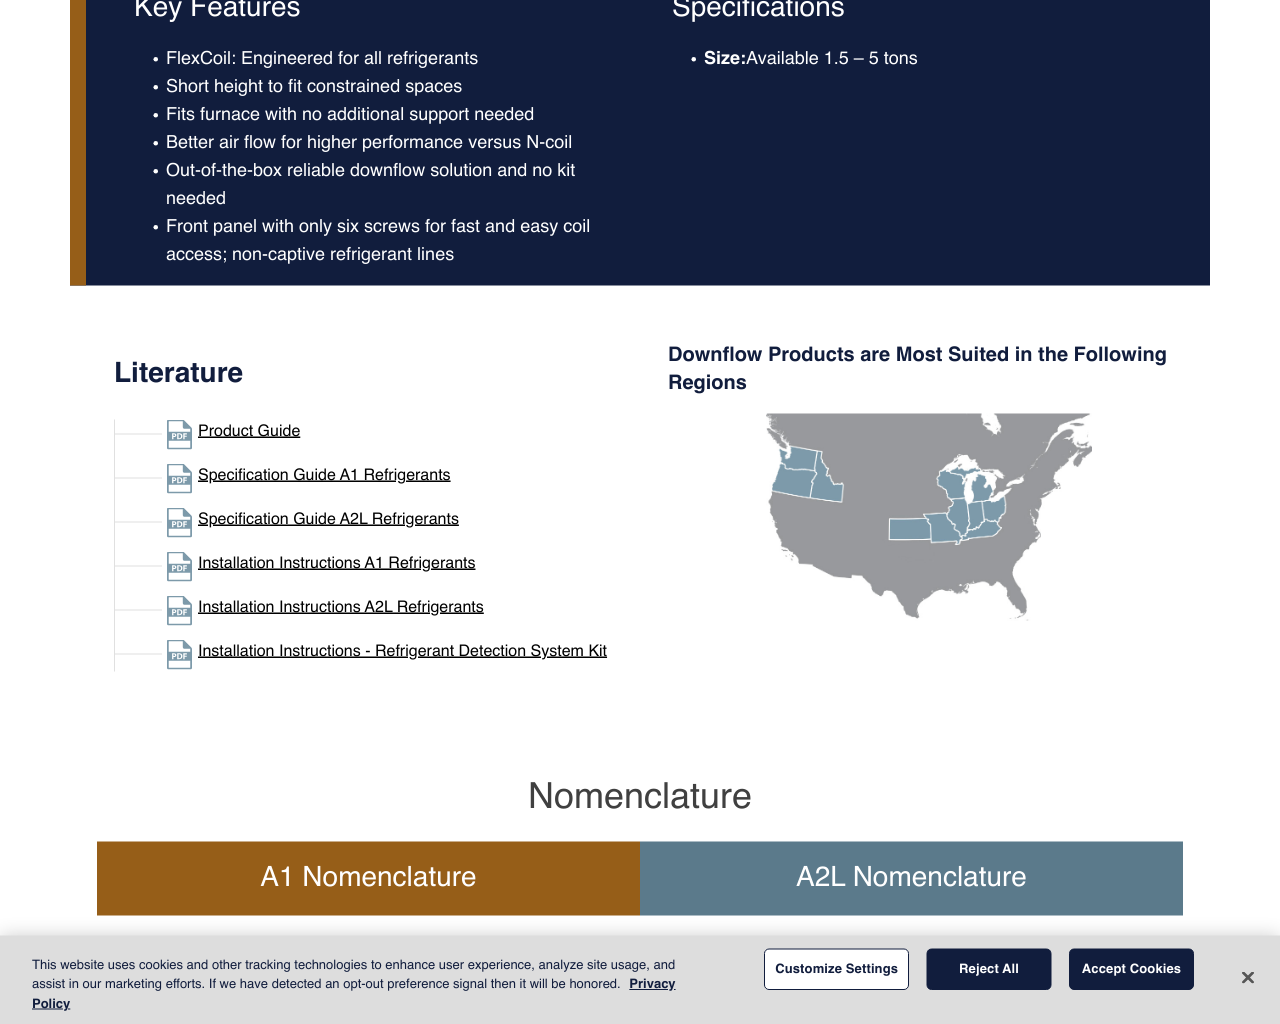 Key Features
• FlexCoil: Engineered for all refrigerants
• Short height to fit constrained spaces
• Fits furnace with no additional support needed
• Better air flow for higher performance versus N-coil
• Out-of-the-box reliable downflow solution and no kit
needed
• Front panel with only six screws for fast and easy coil
access; non-captive refrigerant lines
Specifications
• Size:Available 1.5 – 5 tons
Literature
PDF Product Guide
PDF Specification Guide A1 Refrigerants
PDF Specification Guide A2L Refrigerants
PDF Installation Instructions A1 Refrigerants
PDF Installation Instructions A2L Refrigerants
PDF Installation Instructions - Refrigerant Detection System Kit
Downflow Products are Most Suited in the Following
Regions
Nomenclature
A1 Nomenclature
A2L Nomenclature
This website uses cookies and other tracking technologies to enhance user experience, analyze site usage, and
assist in our marketing efforts. If we have detected an opt-out preference signal then it will be honored. Privacy
Policy
Customize Settings
Reject All
Accept Cookies